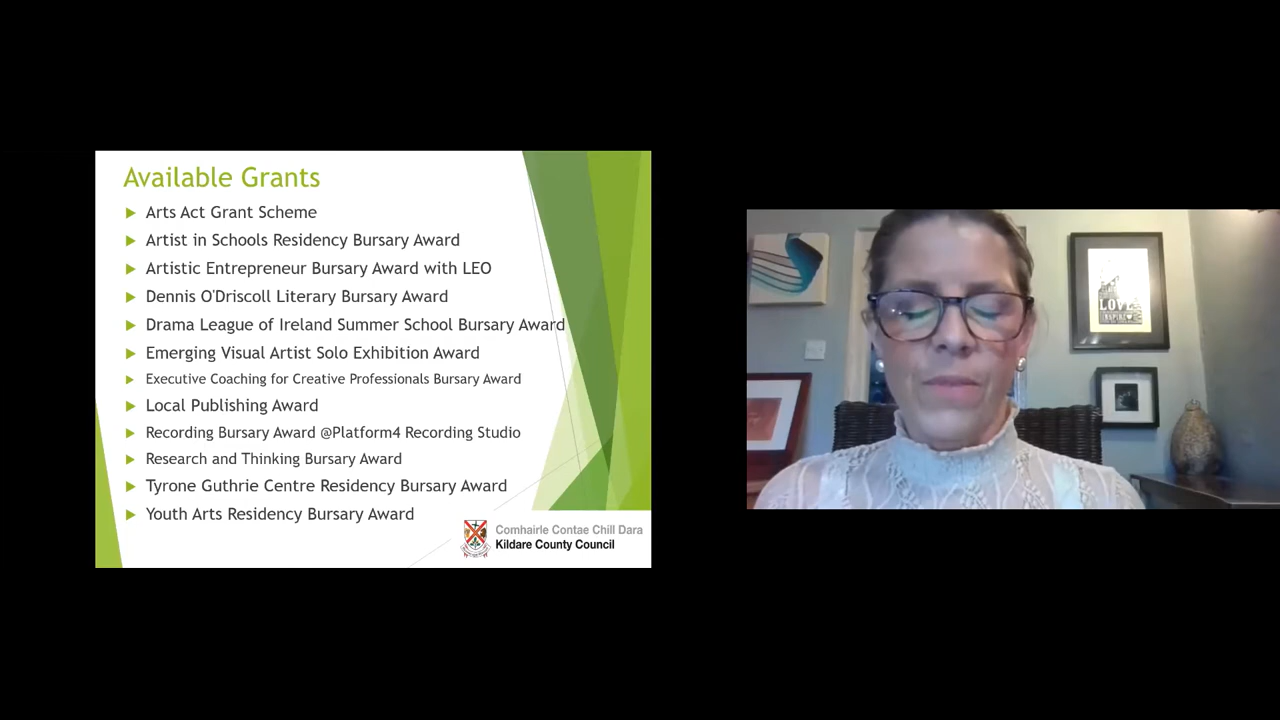 Available Grants
Arts Act Grant Scheme
Artist in Schools Residency Bursary Award
Artistic Entrepreneur Bursary Award with LEO
Dennis O'Driscoll Literary Bursary Award
Drama League of Ireland Summer School Bursary Award
Emerging Visual Artist Solo Exhibition Award
Executive Coaching for Creative Professionals Bursary Award
Local Publishing Award
Recording Bursary Award @Platform4 Recording Studio
Research and Thinking Bursary Award
Tyrone Guthrie Centre Residency Bursary Award
Youth Arts Residency Bursary Award
Comhairle Contae Chill Dara
Kildare County Council
LOVE